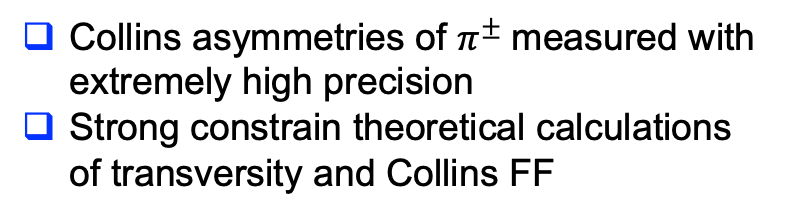 ❑ Collins asymmetries of π± measured with
extremely high precision
❑ Strong constrain theoretical calculations
of transversity and Collins FF